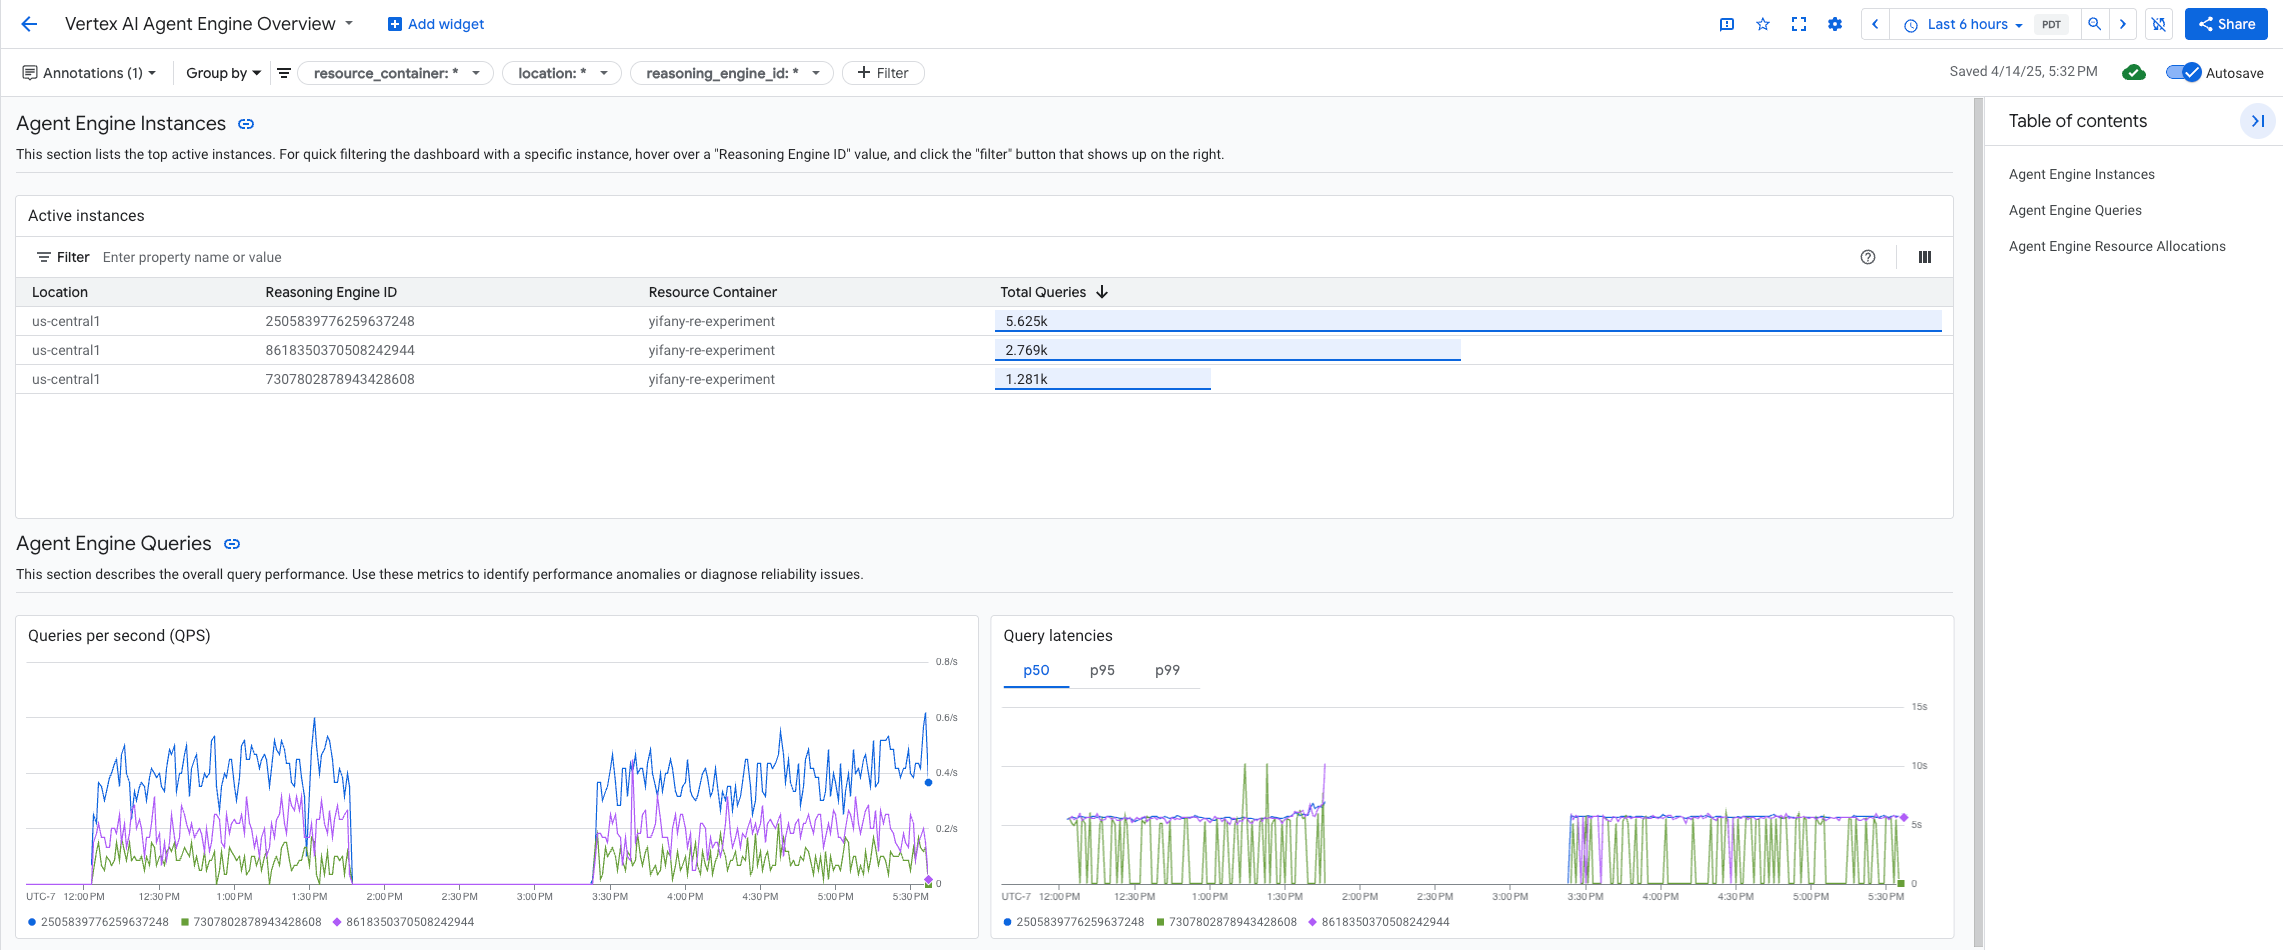 Vertex AI Agent Engine Overview
Add widget
Last 6 hours
PDT
Share
Annotations (1)
Group by
resource_container: *
location: *
reasoning_engine_id: *
Filter
Saved 4/14/25, 5:32 PM
Autosave
Agent Engine Instances
This section lists the top active instances. For quick filtering the dashboard with a specific instance, hover over a "Reasoning Engine ID" value, and click the "filter" button that shows up on the right.
Active instances
Filter Enter property name or value
Location Reasoning Engine ID Resource Container Total Queries
us-central1 2505839776259637248 yifany-re-experiment 5.625k
us-central1 8618350370508242944 yifany-re-experiment 2.769k
us-central1 7307802878943428608 yifany-re-experiment 1.281k
Agent Engine Queries
This section describes the overall query performance. Use these metrics to identify performance anomalies or diagnose reliability issues.
Queries per second (QPS)
0.8/s
0.6/s
0.4/s
0.2/s
0
UTC-7 12:00 PM 12:30 PM 1:00 PM 1:30 PM 2:00 PM 2:30 PM 3:00 PM 3:30 PM 4:00 PM 4:30 PM 5:00 PM 5:30 PM
2505839776259637248 7307802878943428608 8618350370508242944
Query latencies
p50 p95 p99
15s
10s
5s
0
UTC-7 12:00 PM 12:30 PM 1:00 PM 1:30 PM 2:00 PM 2:30 PM 3:00 PM 3:30 PM 4:00 PM 4:30 PM 5:00 PM 5:30 PM
2505839776259637248 7307802878943428608 8618350370508242944
Table of contents
Agent Engine Instances
Agent Engine Queries
Agent Engine Resource Allocations